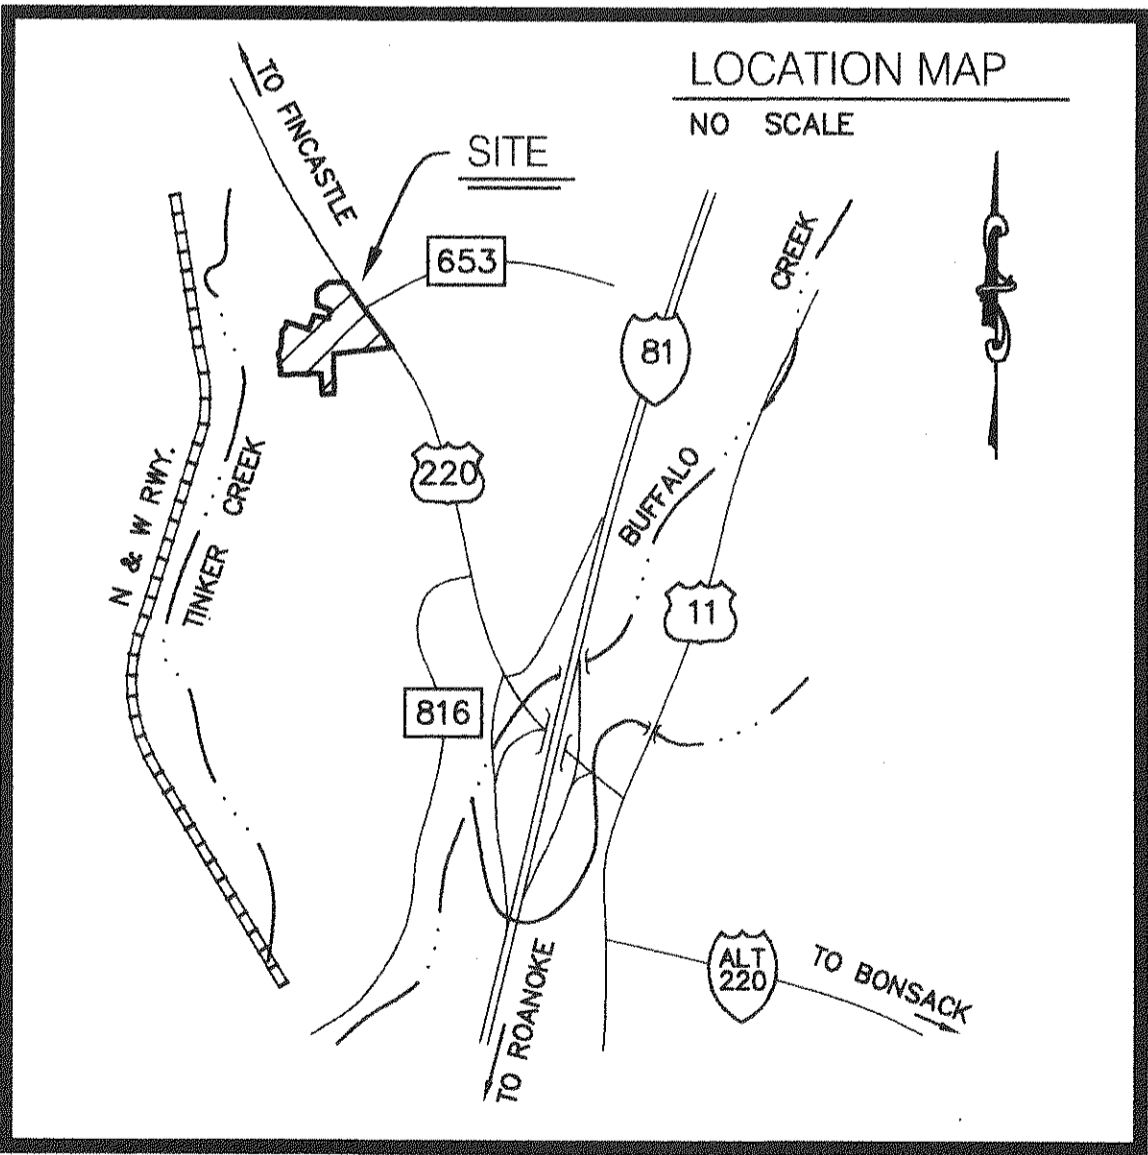 LOCATION MAP
NO SCALE
TO FINCASTLE
SITE
653
CREEK
81
220
BUFFALO
N & W RWY.
TINKER CREEK
11
816
ALT
220
TO BONSACK
TO ROANOKE